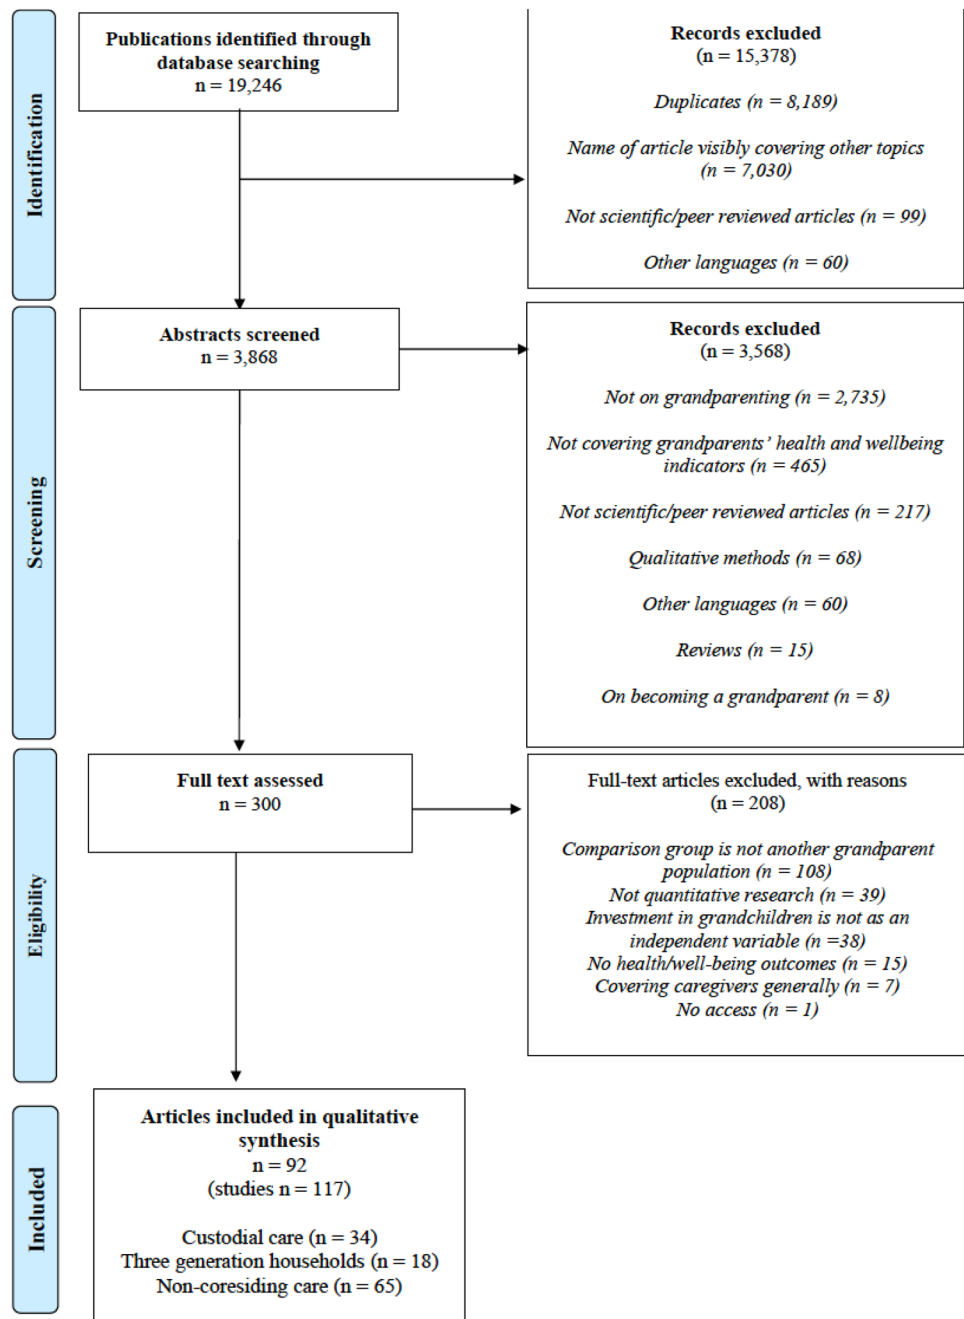 Identification
Publications identified through
database searching
n = 19,246
Records excluded
(n = 15,378)
Duplicates (n = 8,189)
Name of article visibly covering other topics
(n = 7,030)
Not scientific/peer reviewed articles (n = 99)
Other languages (n = 60)
Screening
Abstracts screened
n = 3,868
Records excluded
(n = 3,568)
Not on grandparenting (n = 2,735)
Not covering grandparents’ health and wellbeing
indicators (n = 465)
Not scientific/peer reviewed articles (n = 217)
Qualitative methods (n = 68)
Other languages (n = 60)
Reviews (n = 15)
On becoming a grandparent (n = 8)
Eligibility
Full text assessed
n = 300
Full-text articles excluded, with reasons
(n = 208)
Comparison group is not another grandparent
population (n = 108)
Not quantitative research (n = 39)
Investment in grandchildren is not as an
independent variable (n =38)
No health/well-being outcomes (n = 15)
Covering caregivers generally (n = 7)
No access (n = 1)
Included
Articles included in qualitative
synthesis
n = 92
(studies n = 117)
Custodial care (n = 34)
Three generation households (n = 18)
Non-coresiding care (n = 65)